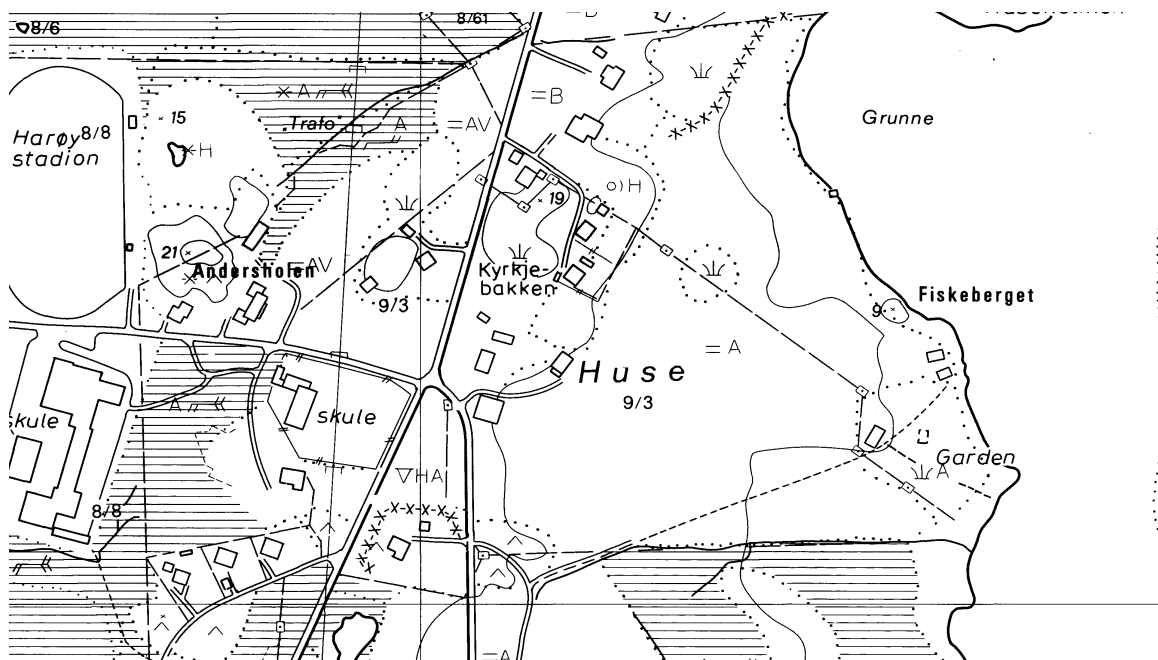 8/6
8/61
=B
Harøy 8/8
stadion
15
H
A
"Trafo"
A
=AV
=B
Grunne
19
o)H
21
Andersholen
=AV
9/3
Kyrkje-
bakken
9
Fiskeberget
=A
Huse
9/3
skule
A
skule
HA
Garden
A
8/8
=A